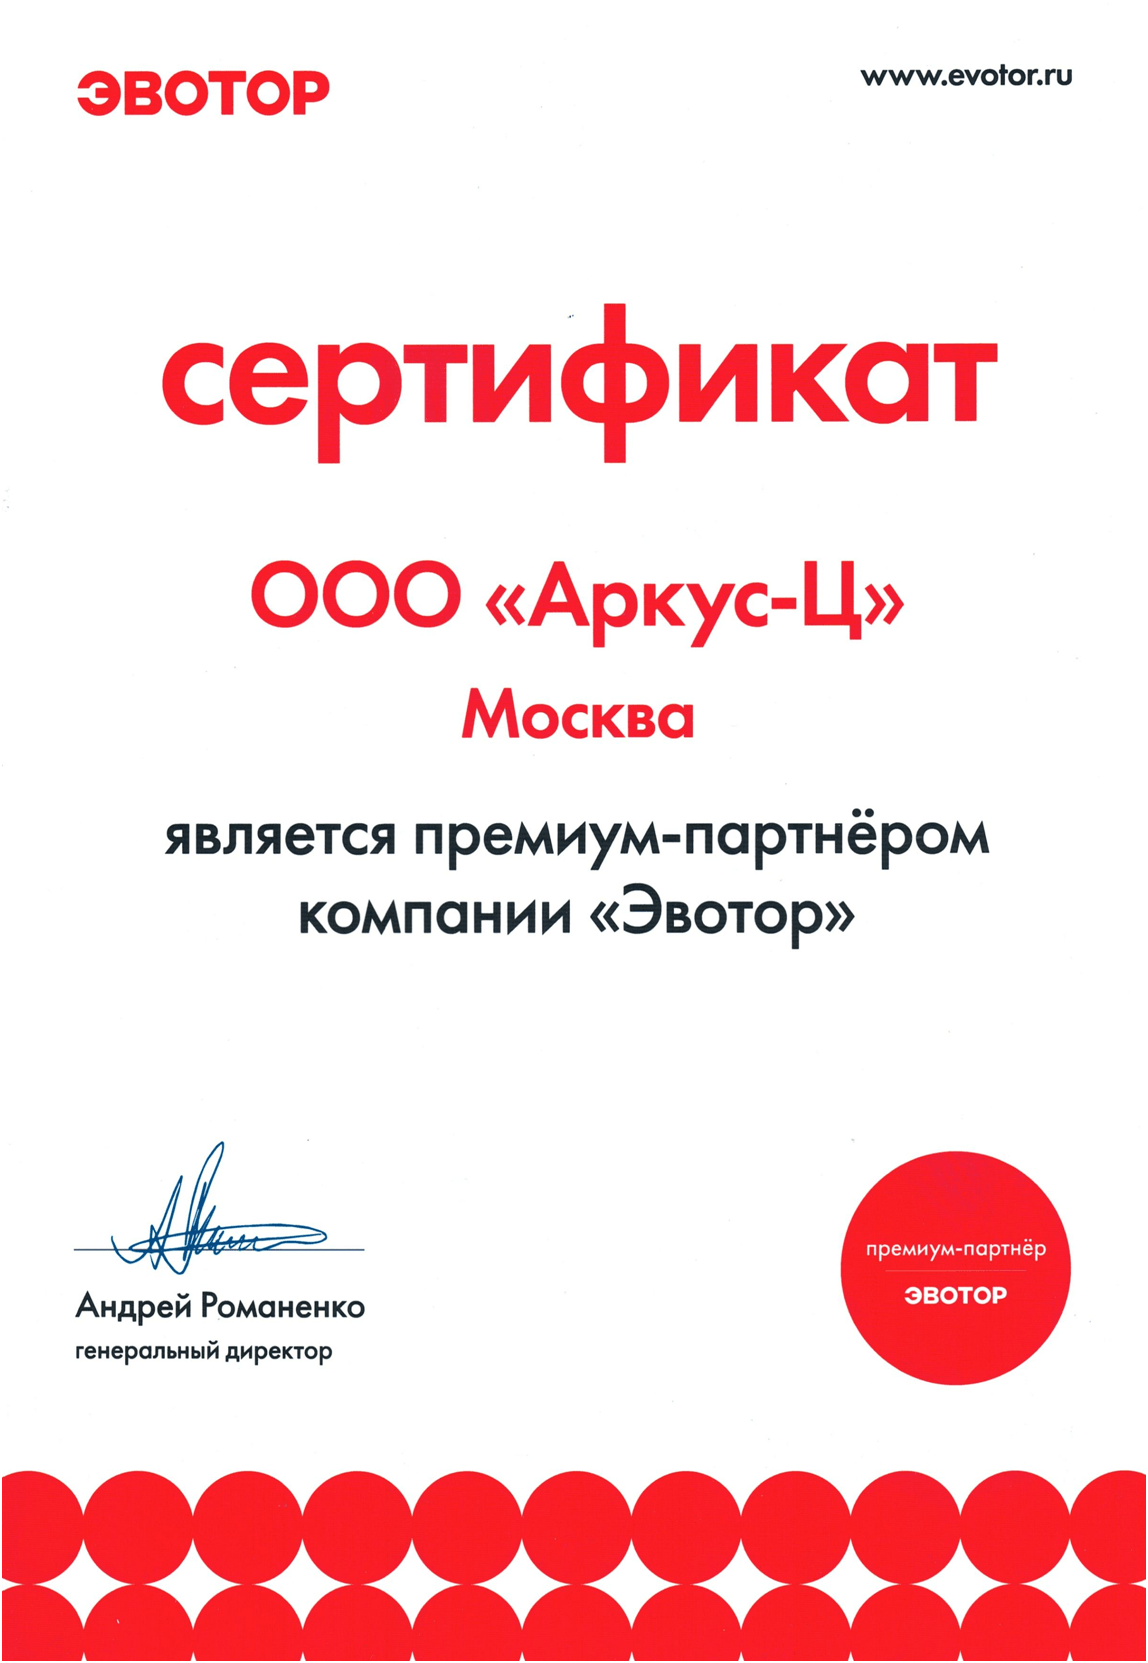 ЭВОТОР
www.evotor.ru
сертификат
ООО «Аркус-Ц»
Москва
является премиум-партнёром
компании «Эвотор»
Андрей Романенко
генеральный директор
премиум-партнёр
ЭВОТОР